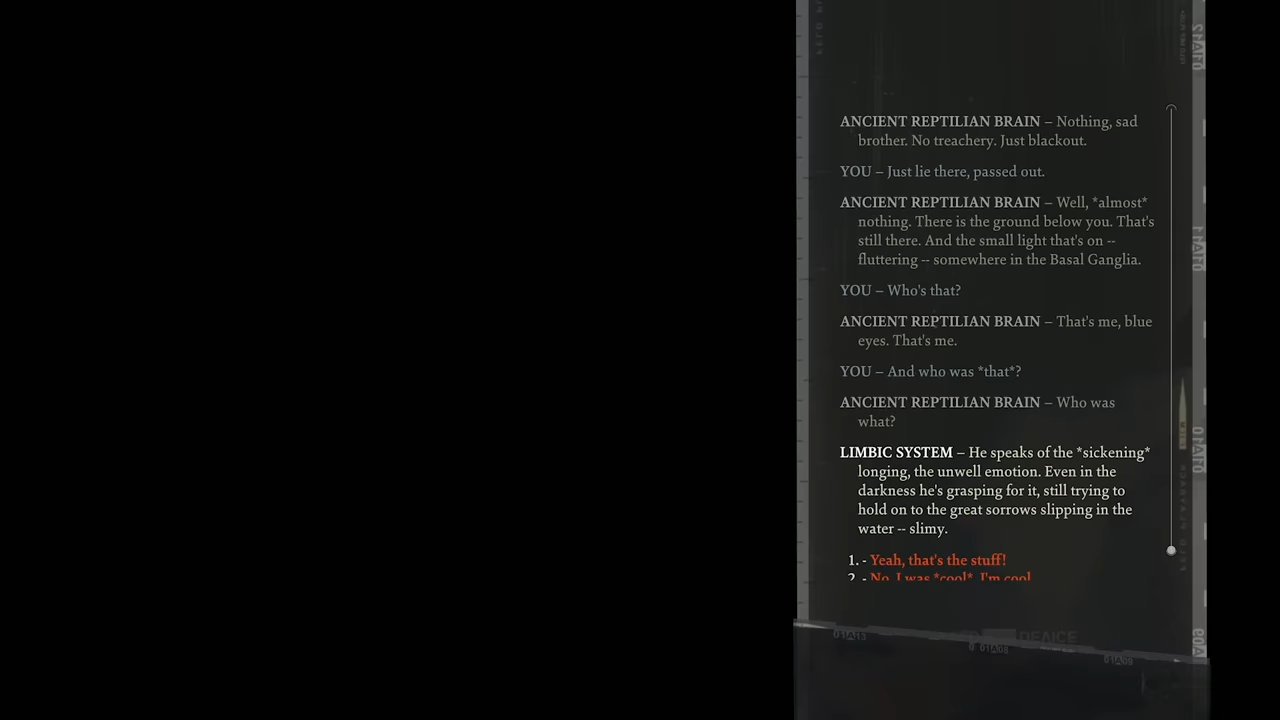 ANCIENT REPTILIAN BRAIN – Nothing, sad
brother. No treachery. Just blackout.
YOU – Just lie there, passed out.
ANCIENT REPTILIAN BRAIN – Well, *almost*
nothing. There is the ground below you. That's
still there. And the small light that's on --
fluttering -- somewhere in the Basal Ganglia.
YOU – Who's that?
ANCIENT REPTILIAN BRAIN – That's me, blue
eyes. That's me.
YOU – And who was *that*?
ANCIENT REPTILIAN BRAIN – Who was
what?
LIMBIC SYSTEM – He speaks of the *sickening*
longing, the unwell emotion. Even in the
darkness he's grasping for it, still trying to
hold on to the great sorrows slipping in the
water -- slimy.
1. - Yeah, that's the stuff!
2. - No, I was *cool*. I'm cool.